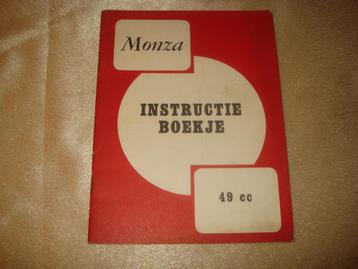 Monza
INSTRUCTIE
BOEKJE
49 cc